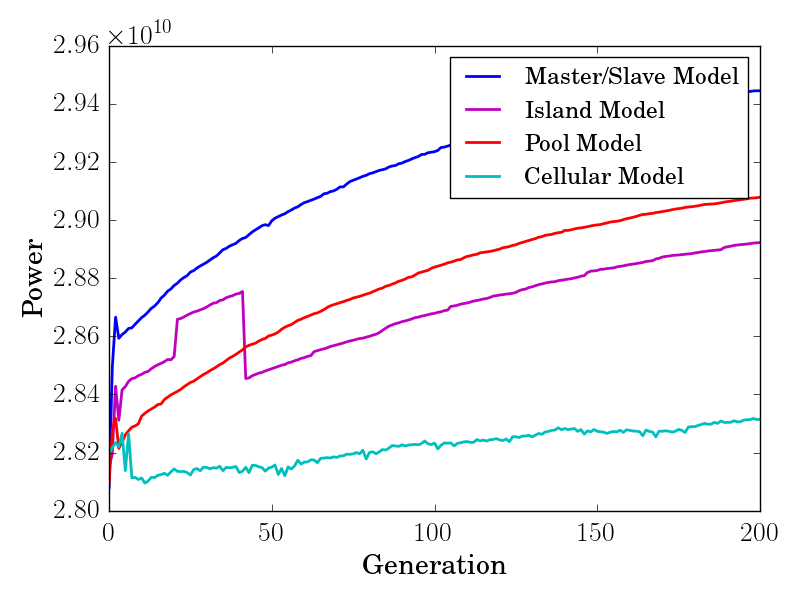 ×10^10
2.96
2.94
2.92
2.90
2.88
2.86
2.84
2.82
2.80
Power
0
50
100
150
200
Generation
Master/Slave Model
Island Model
Pool Model
Cellular Model